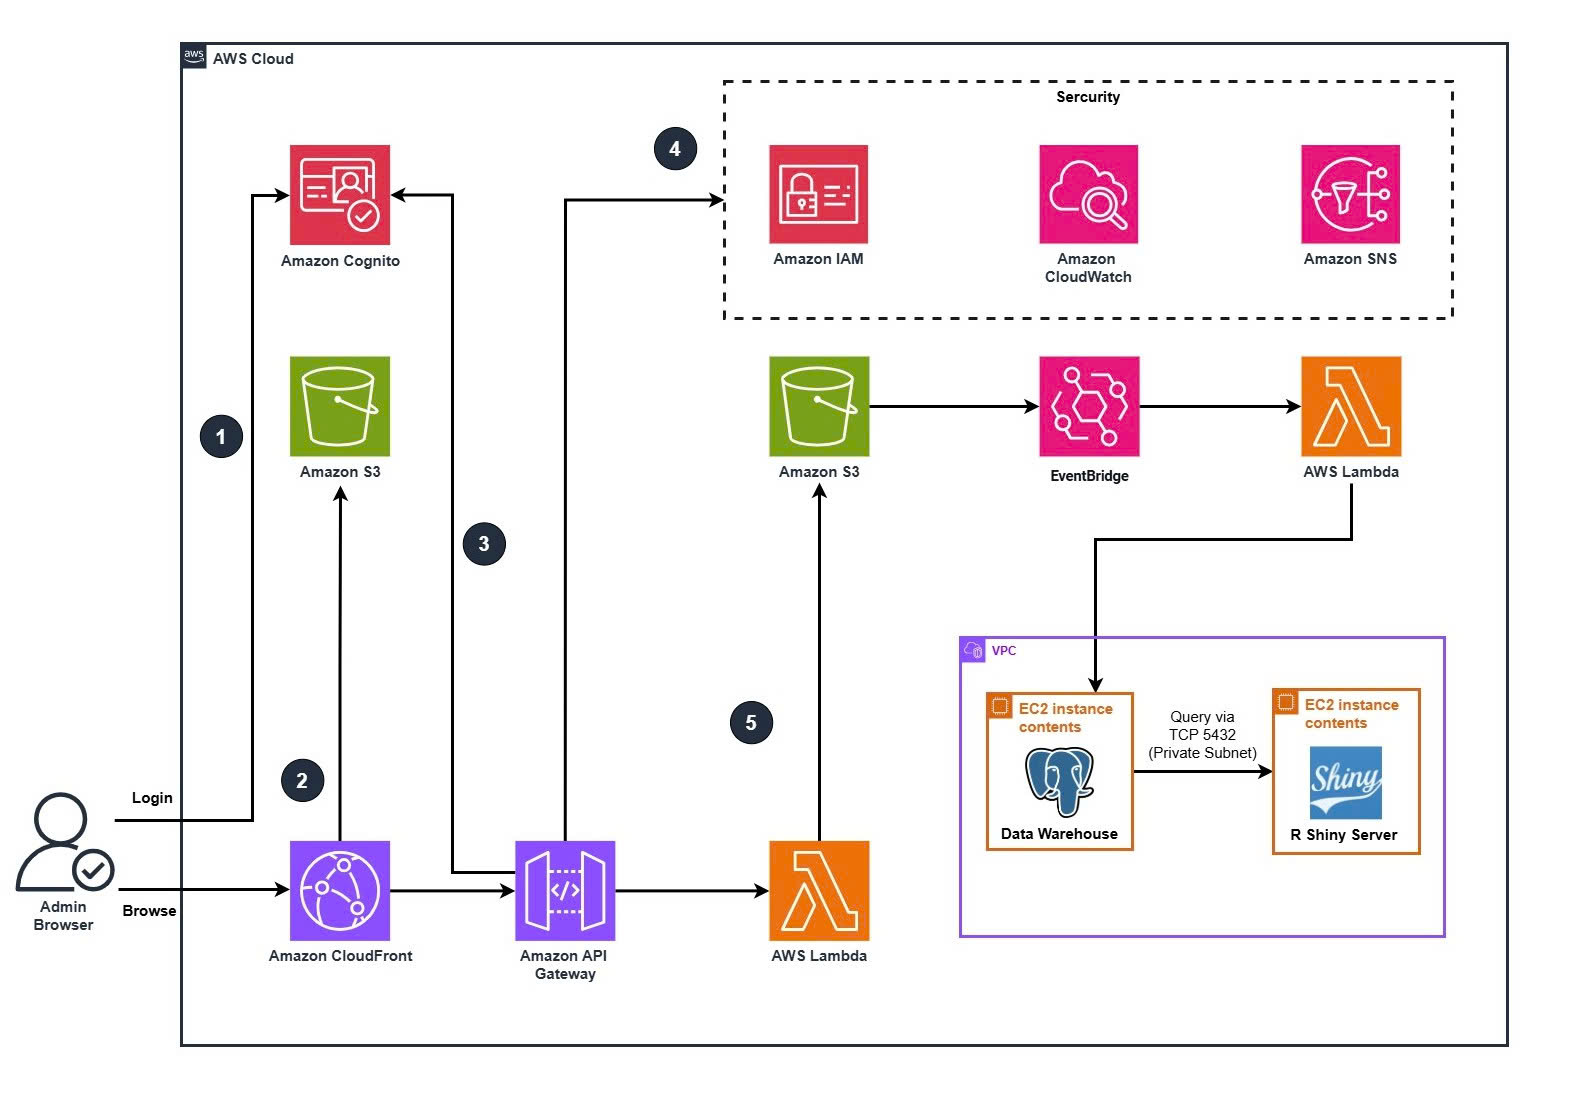 aws
AWS Cloud
Sercurity
4
Amazon Cognito
Amazon IAM
Amazon
CloudWatch
Amazon SNS
1
Amazon S3
Amazon S3
EventBridge
AWS Lambda
3
VPC
5
EC2 instance
contents
Query via
TCP 5432
(Private Subnet)
EC2 instance
contents
Shiny
Data Warehouse
R Shiny Server
2
Login
Browse
Admin
Browser
</>
Amazon CloudFront
Amazon API
Gateway
AWS Lambda